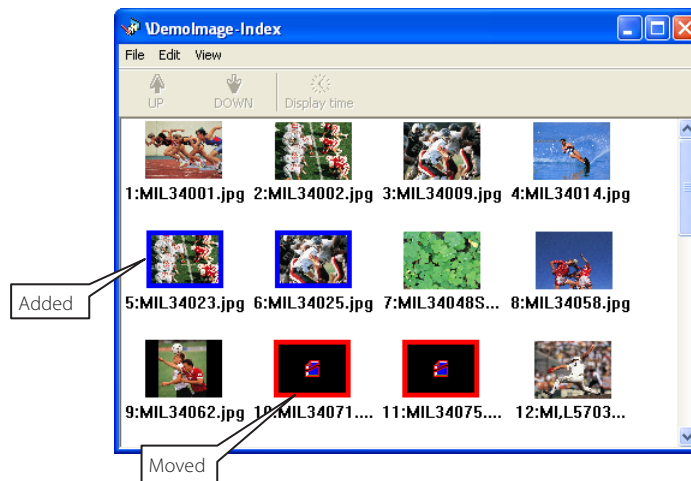 \DemoImage-Index
File Edit View
UP DOWN Display time
1:MIL34001.jpg 2:MIL34002.jpg 3:MIL34009.jpg 4:MIL34014.jpg
Added
5:MIL34023.jpg 6:MIL34025.jpg 7:MIL34048S... 8:MIL34058.jpg
9:MIL34062.jpg 10:MIL34071.... 11:MIL34075.... 12:MI,L5703...
Moved